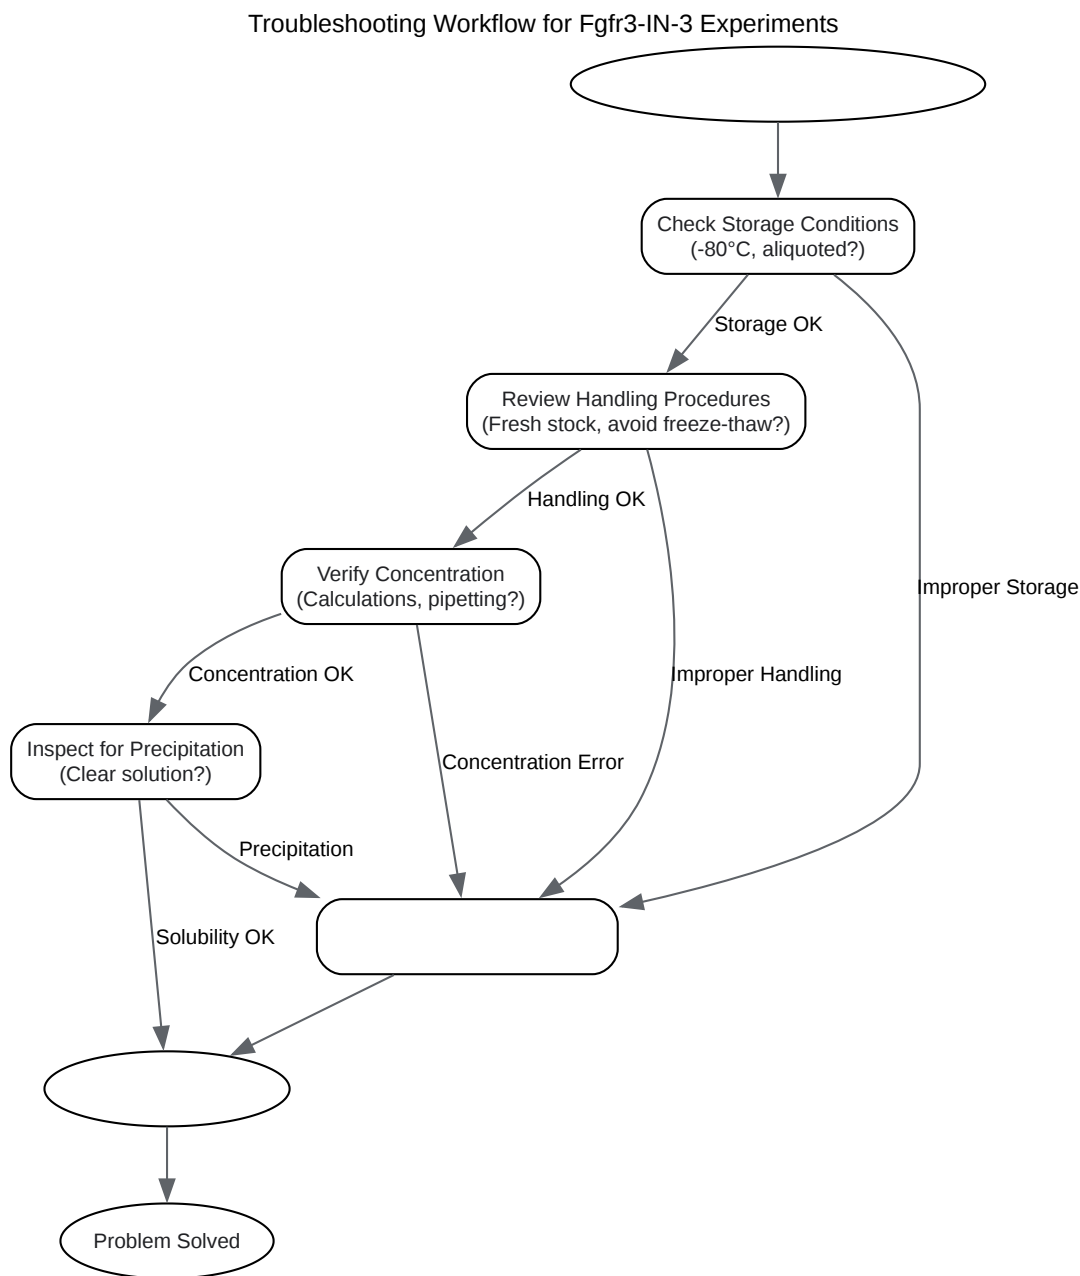 Troubleshooting Workflow for Fgfr3-IN-3 Experiments
Check Storage Conditions
(-80°C, aliquoted?)
Storage OK
Review Handling Procedures
(Fresh stock, avoid freeze-thaw?)
Handling OK
Verify Concentration
(Calculations, pipetting?)
Improper Storage
Concentration OK
Improper Handling
Inspect for Precipitation
(Clear solution?)
Concentration Error
Precipitation
Solubility OK
Problem Solved